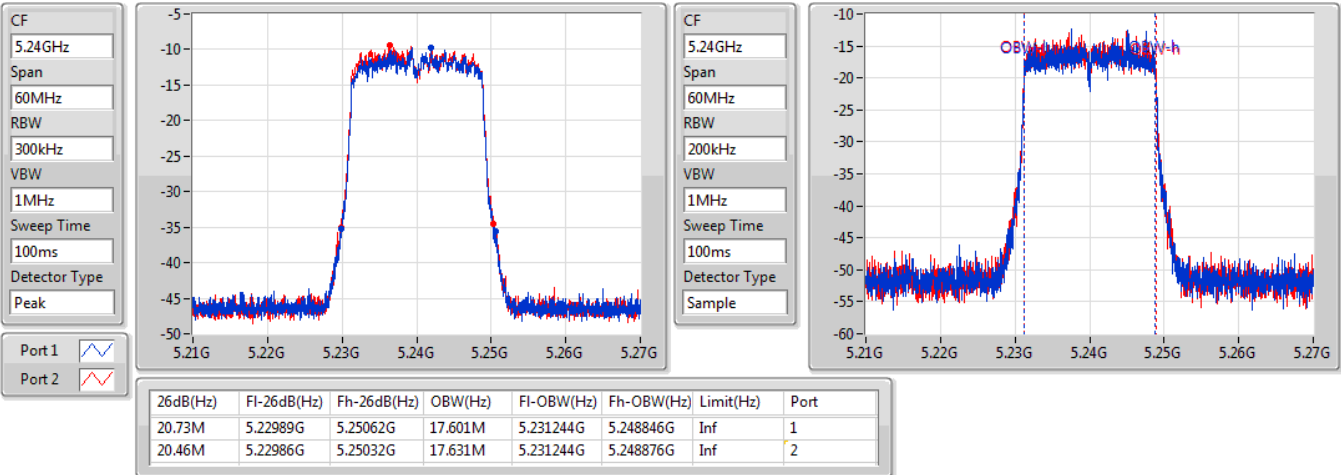 CF
5.24GHz
Span
60MHz
RBW
300kHz
VBW
1MHz
Sweep Time
100ms
Detector Type
Peak
Port 1
Port 2
-5
-10
-15
-20
-25
-30
-35
-40
-45
-50
5.21G 5.22G 5.23G 5.24G 5.25G 5.26G 5.27G
CF
5.24GHz
Span
60MHz
RBW
200kHz
VBW
1MHz
Sweep Time
100ms
Detector Type
Sample
-10
-15
-20
-25
-30
-35
-40
-45
-50
-55
-60
OBW-h
5.21G 5.22G 5.23G 5.24G 5.25G 5.26G 5.27G
26dB(Hz) Fl-26dB(Hz) Fh-26dB(Hz) OBW(Hz) Fl-OBW(Hz) Fh-OBW(Hz) Limit(Hz) Port
20.73M 5.22989G 5.25062G 17.601M 5.231244G 5.248846G Inf 1
20.46M 5.22986G 5.25032G 17.631M 5.231244G 5.248876G Inf 2